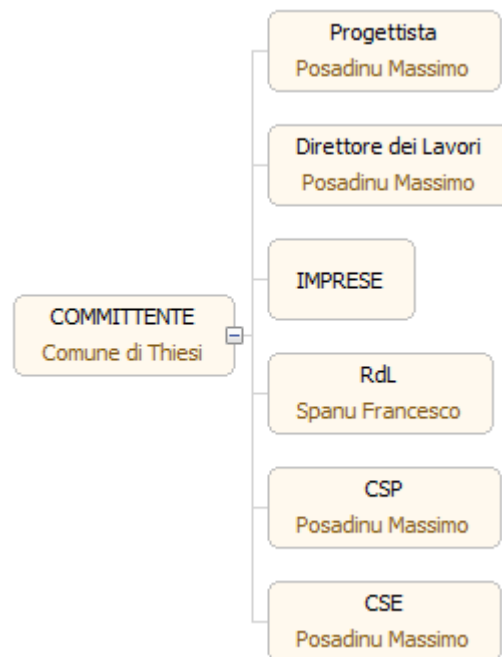 Progettista
Posadinu Massimo
Direttore dei Lavori
Posadinu Massimo
IMPRESE
COMMITTENTE
Comune di Thiesi
RdL
Spanu Francesco
CSP
Posadinu Massimo
CSE
Posadinu Massimo